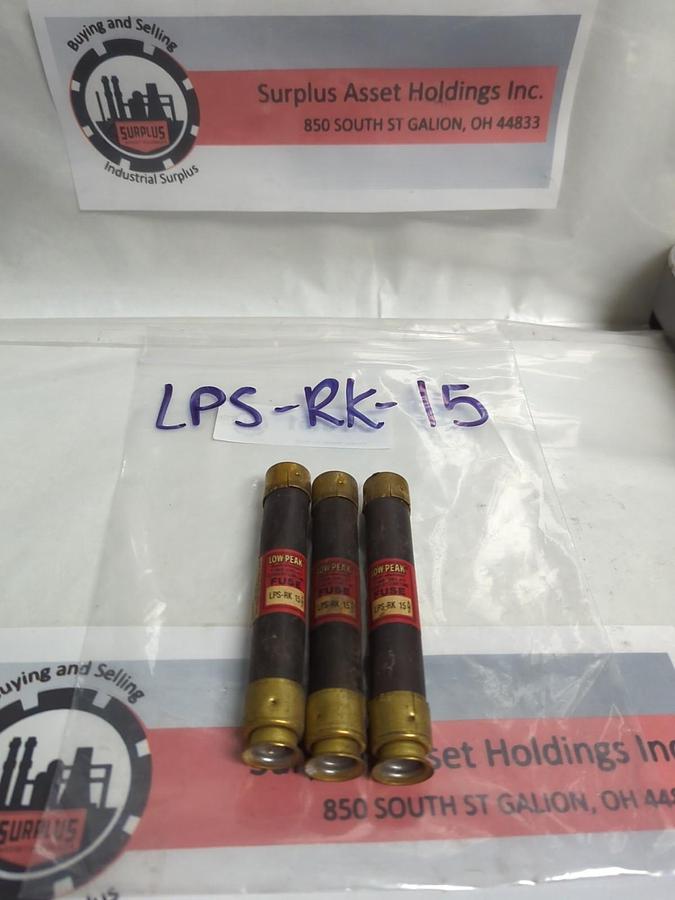 Buying and Selling
SURPLUS
Industrial Surplus
Surplus Asset Holdings Inc.
850 SOUTH ST GALION, OH 44833
LPS-RK-15
LOW-PEAK
FUSE
LPS-RK 15
LOW-PEAK
FUSE
LPS-RK 15
LOW-PEAK
FUSE
LPS-RK 15
uying and Selling
SURPLUS
set Holdings Inc
850 SOUTH ST GALION, OH 448